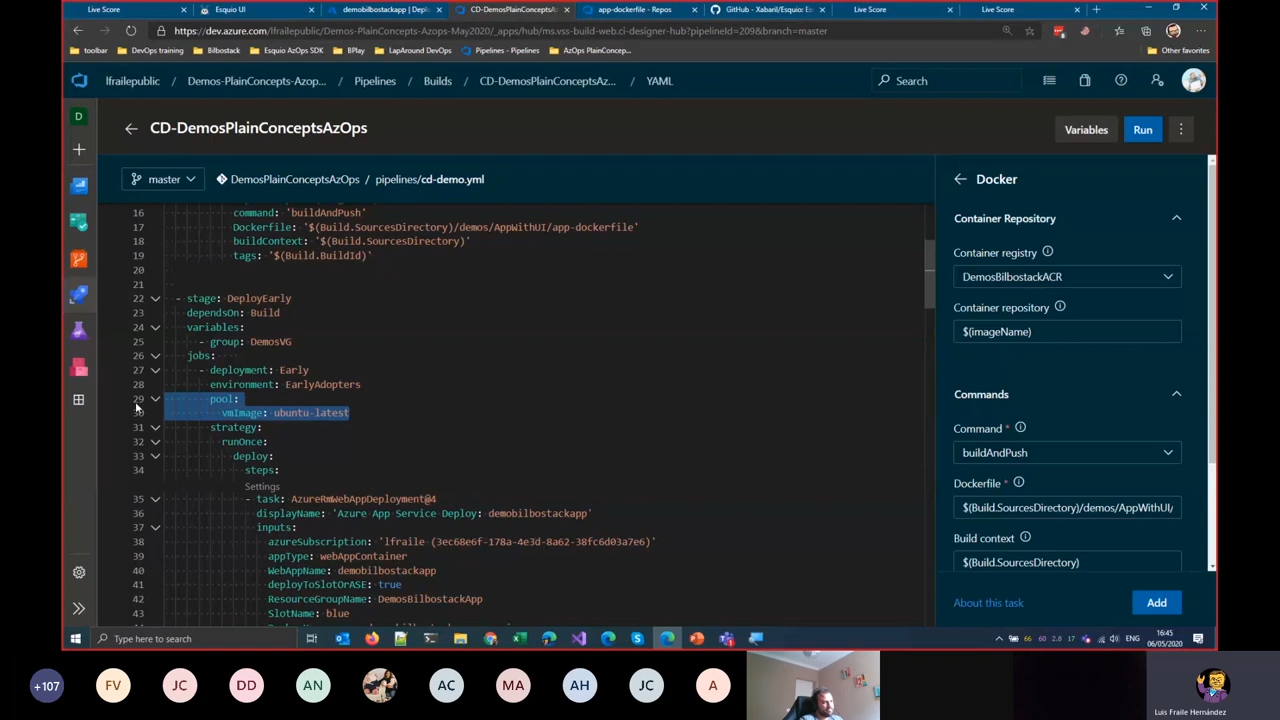 Live Score
Esquio UI
demobilbostackapp | Depl
CD-DemosPlainConceptsAz
app-dockerfile - Repos
GitHub - Xabaril/Esquio: Es
Live Score
Live Score
https://dev.azure.com/lfrailepublic/Demos-PlainConcepts-Azops-May2020/_apps/hub/ms.vss-build-web.ci-designer-hub?pipelineId=209&branch=master
toolbar
DevOps training
Bilbostack
Esquio AzOps SDK
BPlay
LapAround DevOps
Pipelines - Pipelines
AzOps PlainConcep...
Other favorites
lfrailepublic / Demos-PlainConcepts-Azop... / Pipelines / Builds / CD-DemosPlainConceptsAz... / YAML
Search
D
CD-DemosPlainConceptsAzOps
Variables
Run
master
DemosPlainConceptsAzOps / pipelines/cd-demo.yml
16 command: 'buildAndPush'
17 Dockerfile: '$(Build.SourcesDirectory)/demos/AppWithUI/app-dockerfile'
18 buildContext: '$(Build.SourcesDirectory)'
19 tags: '$(Build.BuildId)'
20
21
22 - stage: DeployEarly
23 dependsOn: Build
24 variables:
25 - group: DemosVG
26 jobs:
27 - deployment: Early
28 environment: EarlyAdopters
29 pool:
30 vmImage: ubuntu-latest
31 strategy:
32 runOnce:
33 deploy:
34 steps:
Settings
35 - task: AzureRmWebAppDeployment@4
36 displayName: 'Azure App Service Deploy: demobilbostackapp'
37 inputs:
38 azureSubscription: 'lfraile (3ec68e6f-178a-4e3d-8a62-38fc6d03a7e6)'
39 appType: webAppContainer
40 WebAppName: demobilbostackapp
41 deployToSlotOrASE: true
42 ResourceGroupName: DemosBilbostackApp
43 SlotName: blue
Docker
Container Repository
Container registry
DemosBilbostackACR
Container repository
$(imageName)
Commands
Command *
buildAndPush
Dockerfile *
$(Build.SourcesDirectory)/demos/AppWithUI/
Build context
$(Build.SourcesDirectory)
About this task
Add
Type here to search
66 60 2.8 17
ENG
16:45
06/05/2020
+107
FV
JC
DD
AN
AC
MA
AH
JC
A
Luis Fraile Hernández